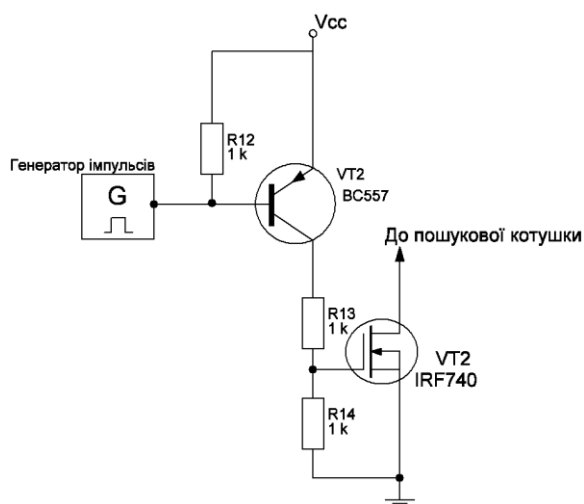 Vcc
R12
1 k
Генератор імпульсів
G
VT2
BC557
До пошукової котушки
R13
1 k
VT2
IRF740
R14
1 k